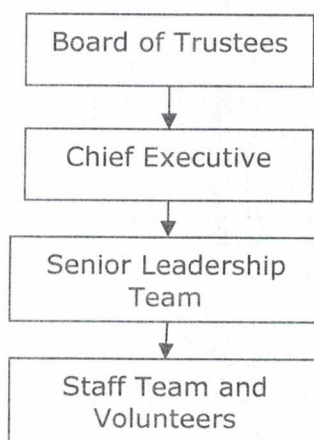 Board of Trustees
Chief Executive
Senior Leadership
Team
Staff Team and
Volunteers